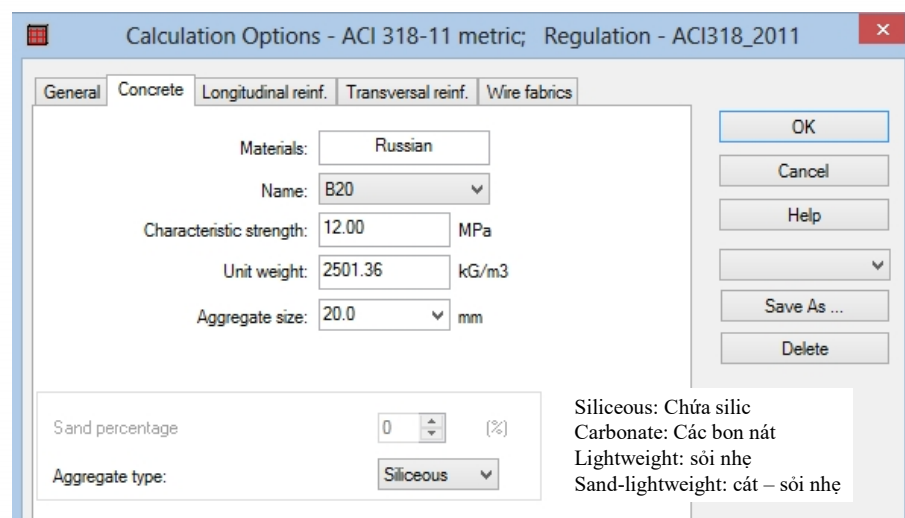 Calculation Options - ACI 318-11 metric; Regulation - ACI318_2011
General Concrete Longitudinal reinf. Transversal reinf. Wire fabrics
Materials: Russian
Name: B20
Characteristic strength: 12.00 MPa
Unit weight: 2501.36 kG/m3
Aggregate size: 20.0 mm
OK
Cancel
Help
Save As ...
Delete
Sand percentage 0 (%)
Aggregate type: Siliceous
Siliceous: Chứa silic
Carbonate: Các bon nát
Lightweight: sỏi nhẹ
Sand-lightweight: cát – sỏi nhẹ